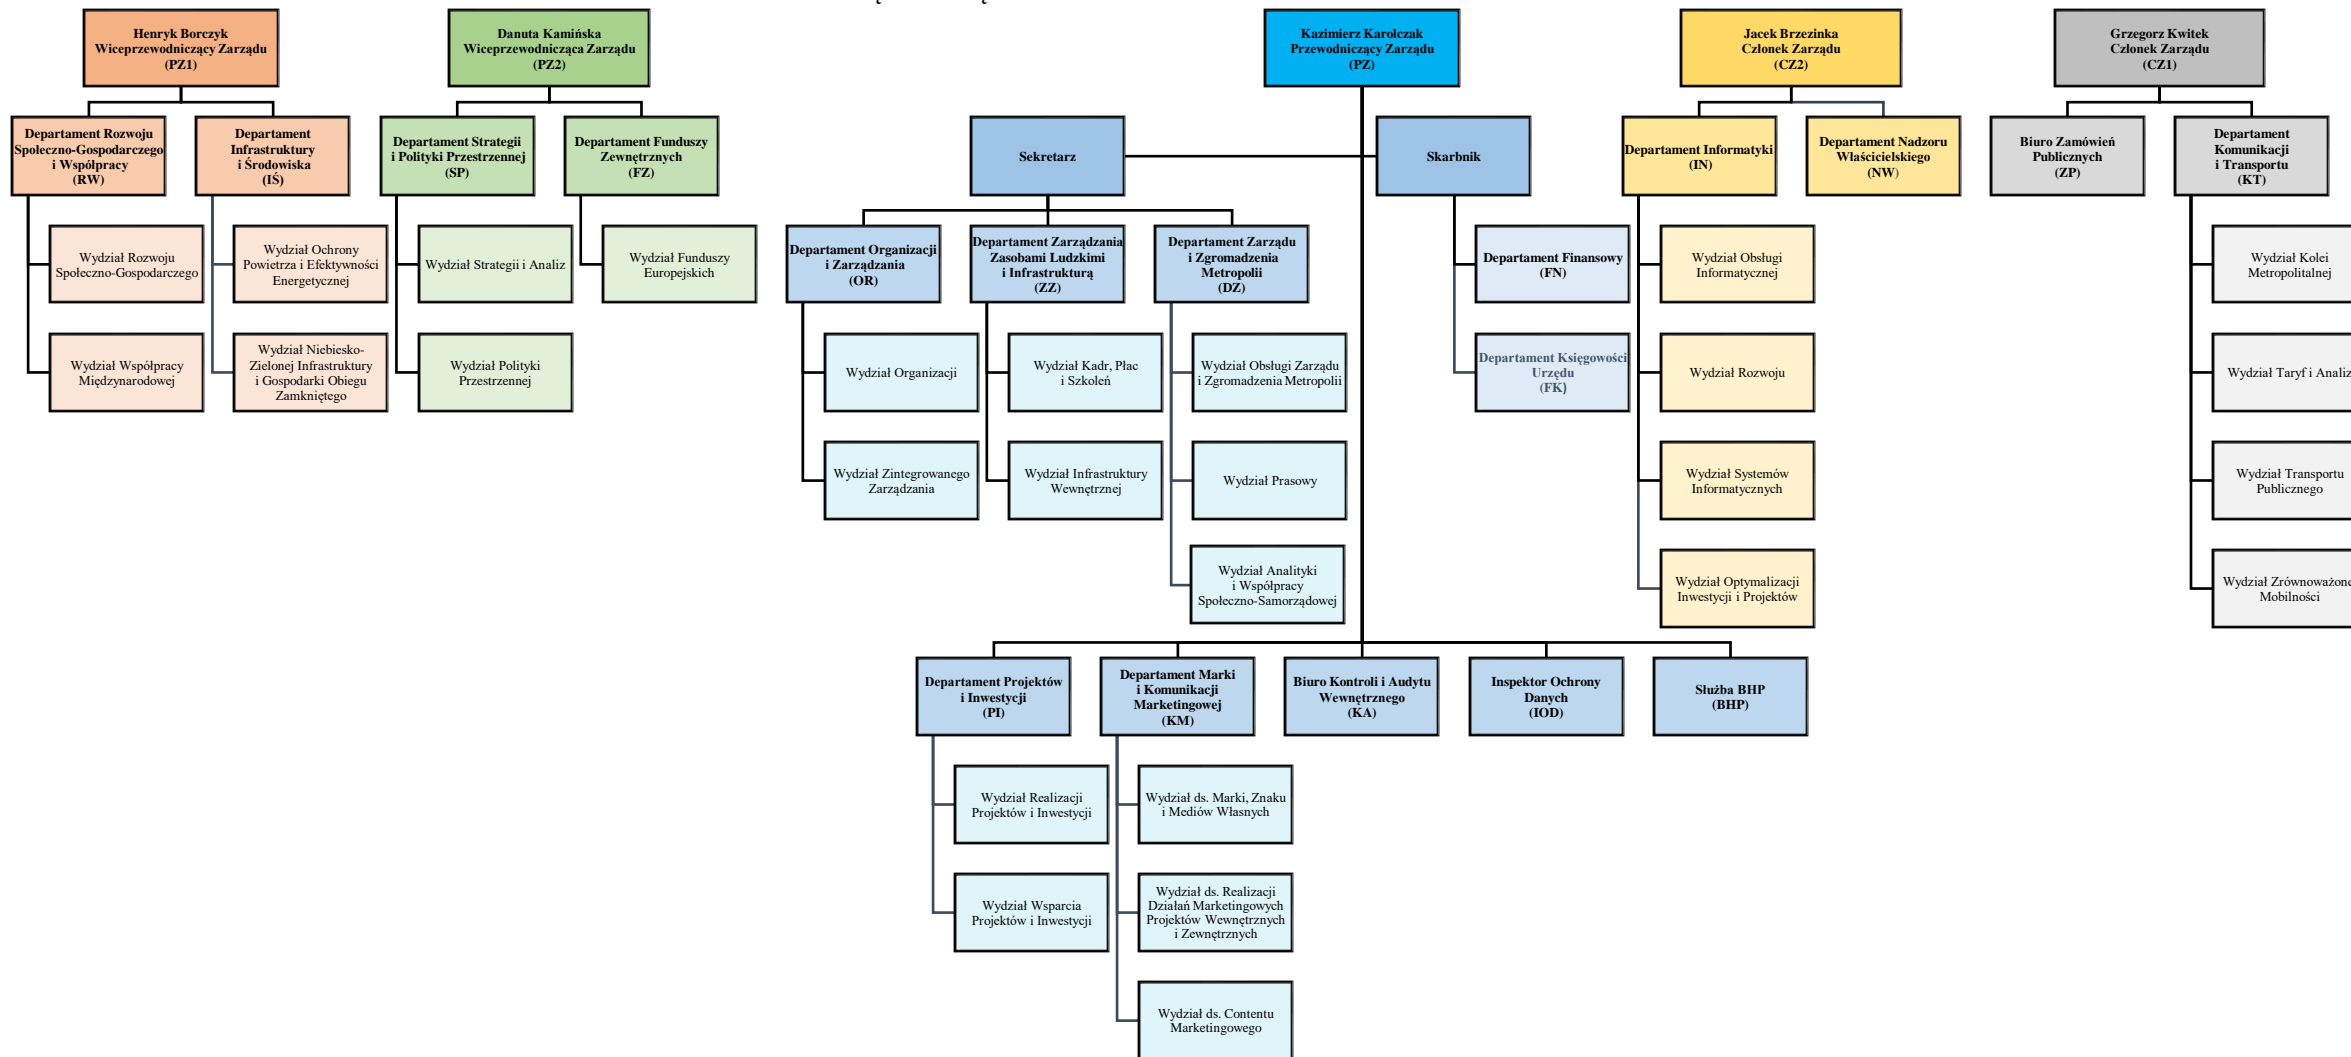 Henryk Borczyk
Wiceprzewodniczący Zarządu
(PZ1)
Danuta Kamińska
Wiceprzewodnicząca Zarządu
(PZ2)
Kazimierz Karolczak
Przewodniczący Zarządu
(PZ)
Jacek Brzezinka
Członek Zarządu
(CZ2)
Grzegorz Kwitek
Członek Zarządu
(CZ1)
Departament Rozwoju
Społeczno-Gospodarczego
i Współpracy
(RW)
Departament
Infrastruktury
i Środowiska
(IŚ)
Departament Strategii
i Polityki Przestrzennej
(SP)
Departament Funduszy
Zewnętrznych
(FZ)
Sekretarz
Skarbnik
Departament Informatyki
(IN)
Departament Nadzoru
Właścicielskiego
(NW)
Biuro Zamówień
Publicznych
(ZP)
Departament
Komunikacji
i Transportu
(KT)
Wydział Rozwoju
Społeczno-Gospodarczego
Wydział Ochrony
Powietrza i Efektywności
Energetycznej
Wydział Strategii i Analiz
Wydział Funduszy
Europejskich
Departament Organizacji
i Zarządzania
(OR)
Departament Zarządzania
Zasobami Ludzkimi
i Infrastrukturą
(ZZ)
Departament Zarządu
i Zgromadzenia
Metropolii
(DZ)
Departament Finansowy
(FN)
Wydział Obsługi
Informatycznej
Wydział Kolei
Metropolitalnej
Wydział Współpracy
Międzynarodowej
Wydział Niebiesko-
Zielonej Infrastruktury
i Gospodarki Obiegu
Zamkniętego
Wydział Polityki
Przestrzennej
Wydział Organizacji
Wydział Kadr, Płac
i Szkoleń
Wydział Obsługi Zarządu
i Zgromadzenia Metropolii
Departament Księgowości
Urzędu
(FK)
Wydział Rozwoju
Wydział Taryf i Analiz
Wydział Zintegrowanego
Zarządzania
Wydział Infrastruktury
Wewnętrznej
Wydział Prasowy
Wydział Systemów
Informatycznych
Wydział Transportu
Publicznego
Wydział Analityki
i Współpracy
Społeczno-Samorządowej
Wydział Optymalizacji
Inwestycji i Projektów
Wydział Zrównoważone
Mobilności
Departament Projektów
i Inwestycji
(PI)
Departament Marki
i Komunikacji
Marketingowej
(KM)
Biuro Kontroli i Audytu
Wewnętrznego
(KA)
Inspektor Ochrony
Danych
(IOD)
Służba BHP
(BHP)
Wydział Realizacji
Projektów i Inwestycji
Wydział ds. Marki, Znaku
i Mediów Własnych
Wydział Wsparcia
Projektów i Inwestycji
Wydział ds. Realizacji
Działań Marketingowych
Projektów Wewnętrznych
i Zewnętrznych
Wydział ds. Contentu
Marketingowego